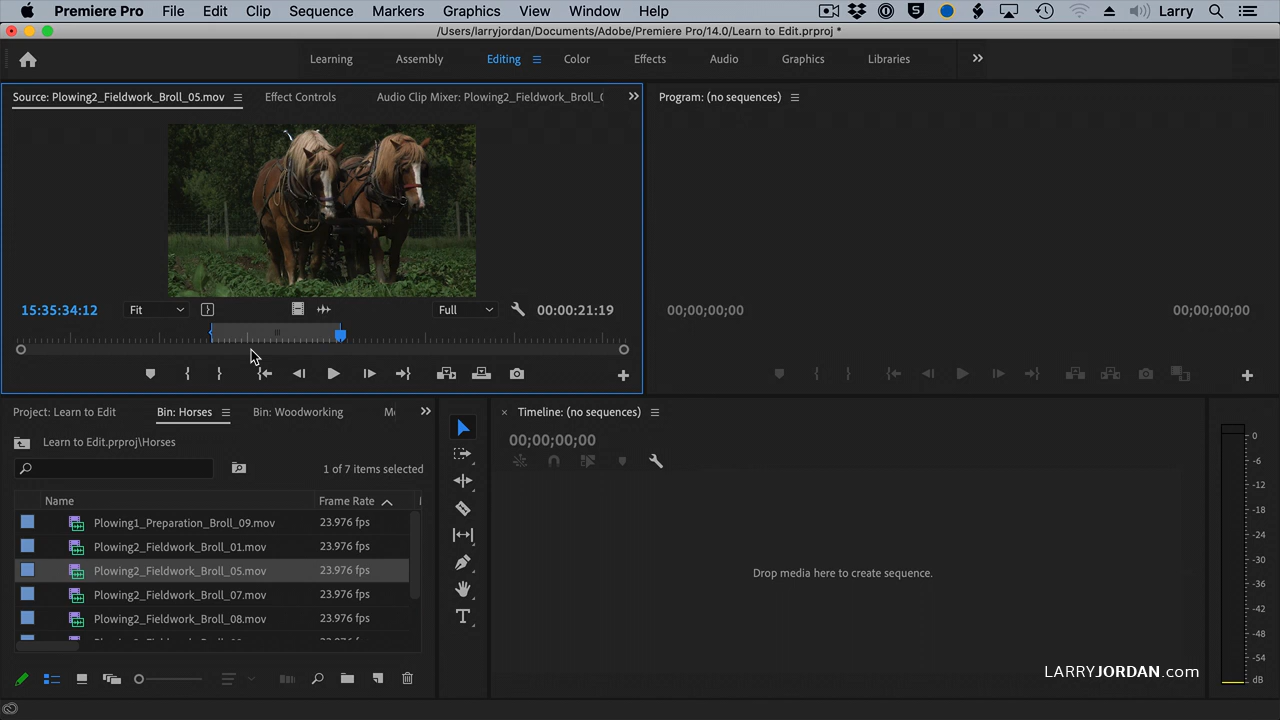 Premiere Pro File Edit Clip Sequence Markers Graphics View Window Help Larry
/Users/larryjordan/Documents/Adobe/Premiere Pro/14.0/Learn to Edit.prproj *
Learning Assembly Editing Color Effects Audio Graphics Libraries
Source: Plowing2_Fieldwork_Broll_05.mov Effect Controls Audio Clip Mixer: Plowing2_Fieldwork_Broll_0
Program: (no sequences)
15:35:34:12 Fit Full 00:00:21:19
00;00;00;00 00;00;00;00
Project: Learn to Edit Bin: Horses Bin: Woodworking
Timeline: (no sequences)
00;00;00;00
Learn to Edit.prproj\Horses
1 of 7 items selected
Name Frame Rate
Plowing1_Preparation_Broll_09.mov 23.976 fps
Plowing2_Fieldwork_Broll_01.mov 23.976 fps
Plowing2_Fieldwork_Broll_05.mov 23.976 fps
Plowing2_Fieldwork_Broll_07.mov 23.976 fps
Plowing2_Fieldwork_Broll_08.mov 23.976 fps
Drop media here to create sequence.
0
-6
-12
-18
-24
-30
-36
-42
-48
-54
dB
LARRYJORDAN.com